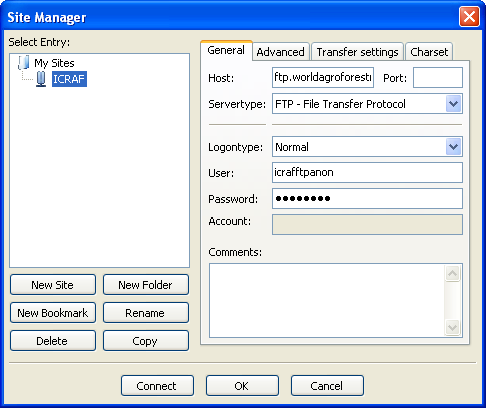 Site Manager
Select Entry:
My Sites
ICRAF
New Site
New Folder
New Bookmark
Rename
Delete
Copy
General
Advanced
Transfer settings
Charset
Host:
ftp.worldagroforestr
Port:
Servertype:
FTP - File Transfer Protocol
Logontype:
Normal
User:
icrafftpanon
Password:
●●●●●●●●
Account:
Comments:
Connect
OK
Cancel